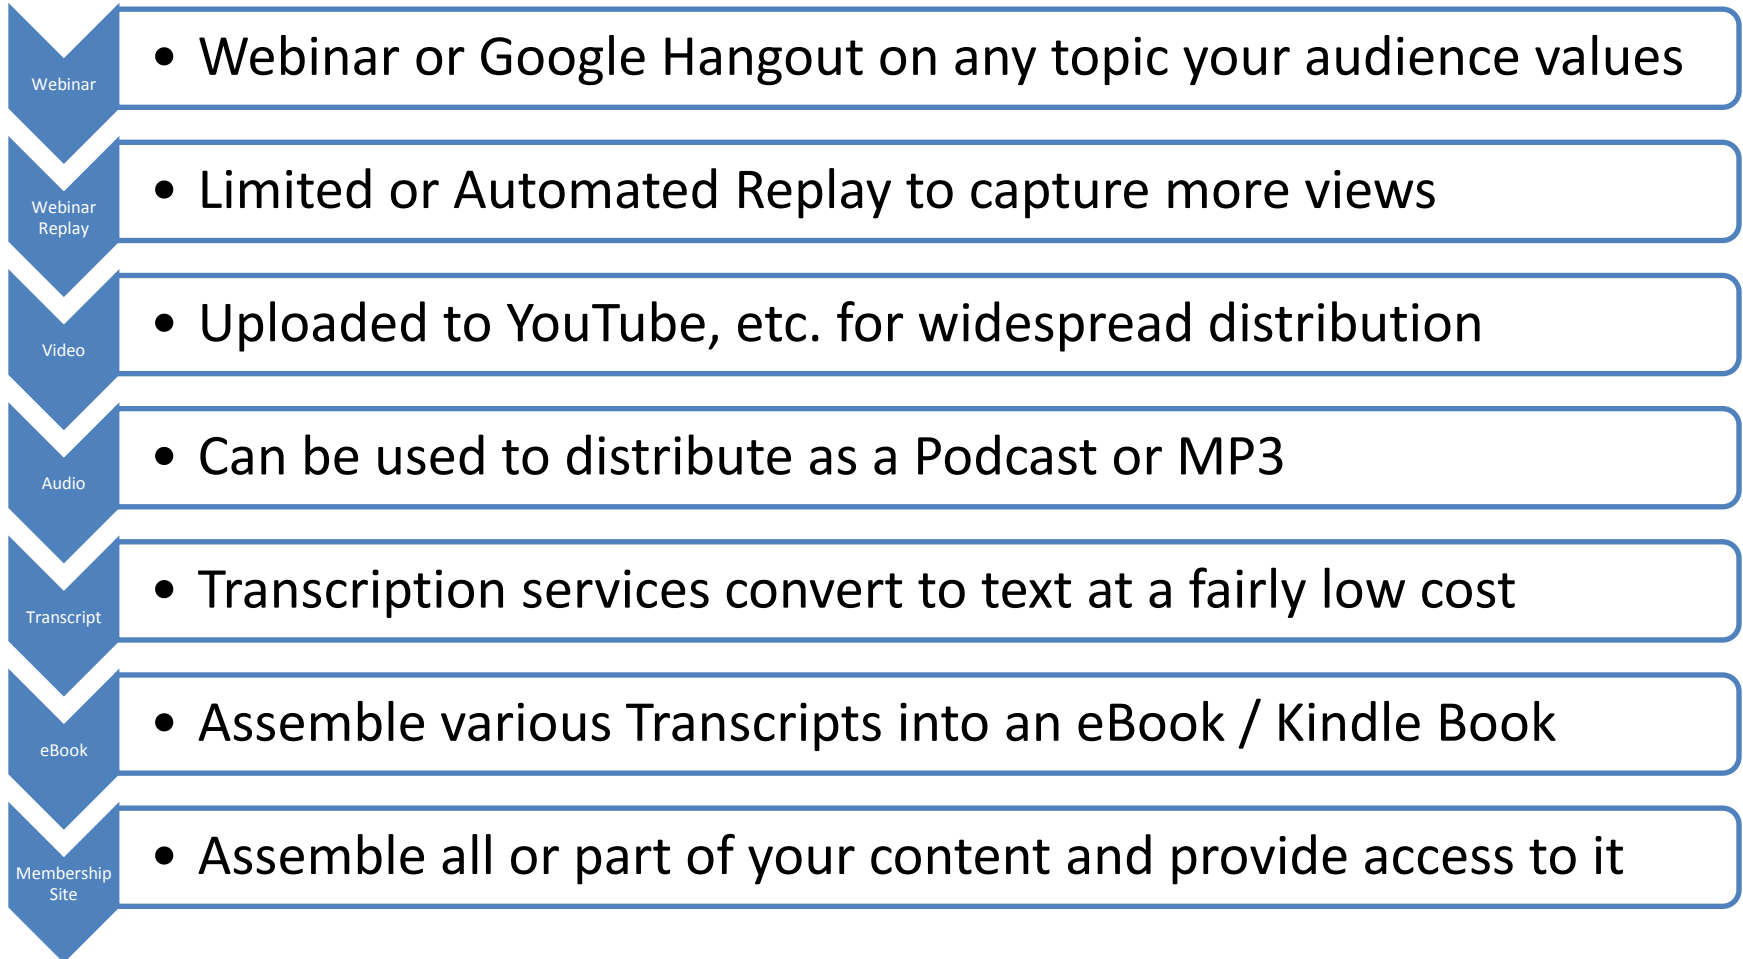 Webinar
• Webinar or Google Hangout on any topic your audience values
Webinar
Replay
• Limited or Automated Replay to capture more views
Video
• Uploaded to YouTube, etc. for widespread distribution
Audio
• Can be used to distribute as a Podcast or MP3
Transcript
• Transcription services convert to text at a fairly low cost
eBook
• Assemble various Transcripts into an eBook / Kindle Book
Membership
Site
• Assemble all or part of your content and provide access to it